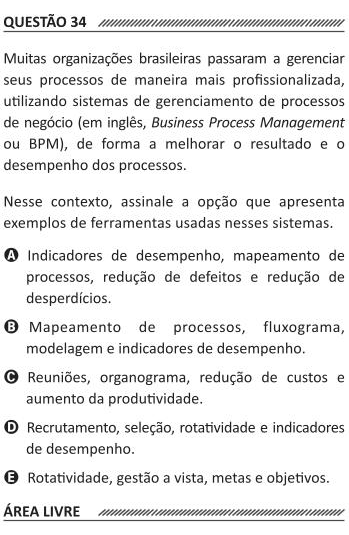 QUESTÃO 34
Muitas organizações brasileiras passaram a gerenciar
seus processos de maneira mais profissionalizada,
utilizando sistemas de gerenciamento de processos
de negócio (em inglês, Business Process Management
ou BPM), de forma a melhorar o resultado e o
desempenho dos processos.
Nesse contexto, assinale a opção que apresenta
exemplos de ferramentas usadas nesses sistemas.
A Indicadores de desempenho, mapeamento de
processos, redução de defeitos e redução de
desperdícios.
B Mapeamento de processos, fluxograma,
modelagem e indicadores de desempenho.
C Reuniões, organograma, redução de custos e
aumento da produtividade.
D Recrutamento, seleção, rotatividade e indicadores
de desempenho.
E Rotatividade, gestão a vista, metas e objetivos.
ÁREA LIVRE